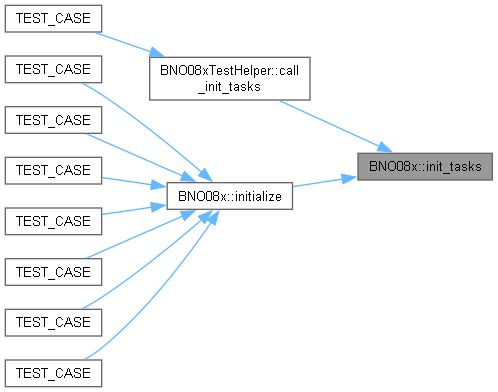 TEST_CASE
TEST_CASE
BNO08xTestHelper::call
_init_tasks
TEST_CASE
TEST_CASE
BNO08x::init_tasks
BNO08x::initialize
TEST_CASE
TEST_CASE
TEST_CASE
TEST_CASE